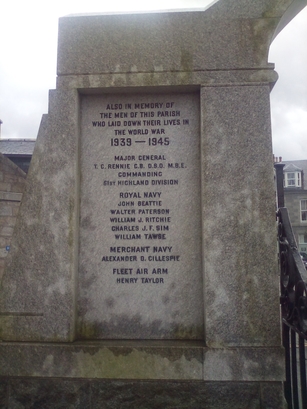 ALSO IN MEMORY OF
THE MEN OF THIS PARISH
WHO LAID DOWN THEIR LIVES IN
THE WORLD WAR
1939 — 1945
MAJOR GENERAL
T. G. RENNIE C.B. D.S.O. M.B.E.
COMMANDING
51ST HIGHLAND DIVISION
ROYAL NAVY
JOHN BEATTIE
WALTER PATERSON
WILLIAM J. RITCHIE
CHARLES J. F. SIM
WILLIAM TAWSE
MERCHANT NAVY
ALEXANDER G. GILLESPIE
FLEET AIR ARM
HENRY TAYLOR